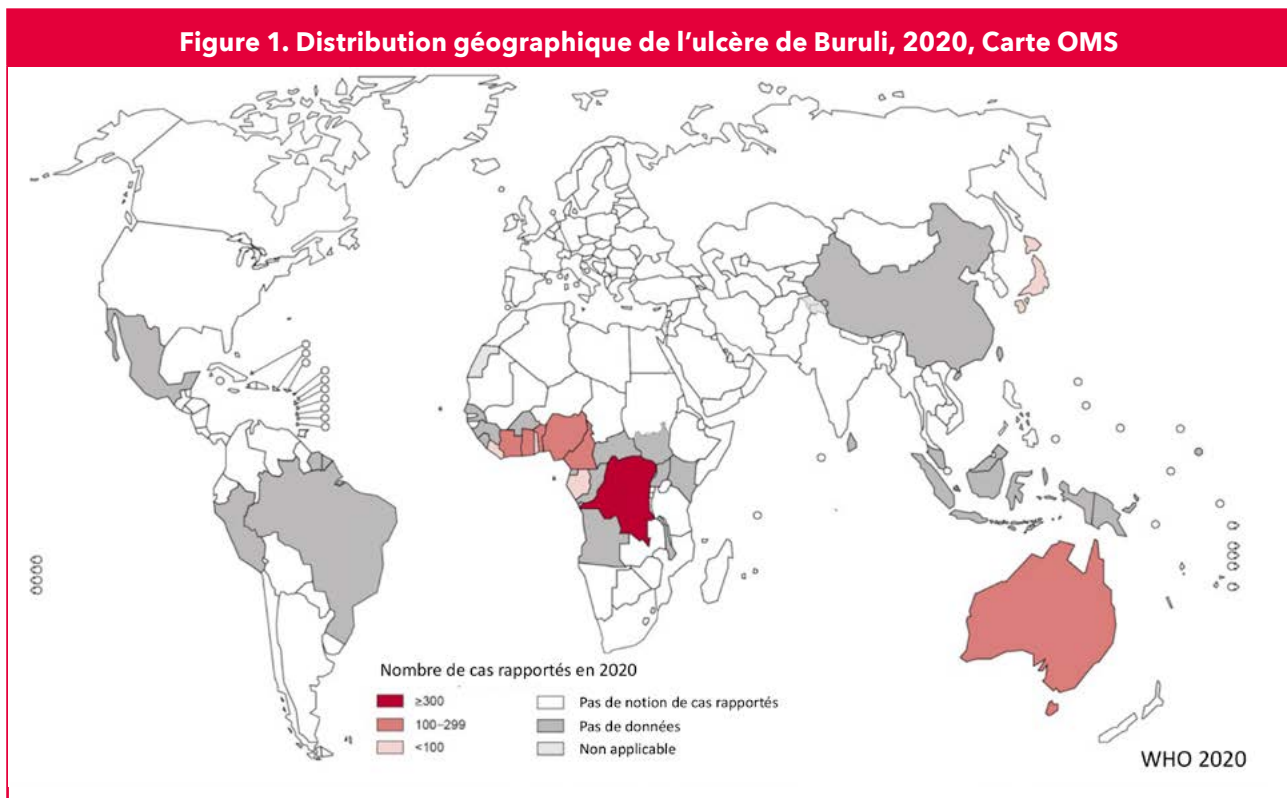 Figure 1. Distribution géographique de l'ulcère de Buruli, 2020, Carte OMS
Nombre de cas rapportés en 2020
≥300
100–299
<100
Pas de notion de cas rapportés
Pas de données
Non applicable
WHO 2020